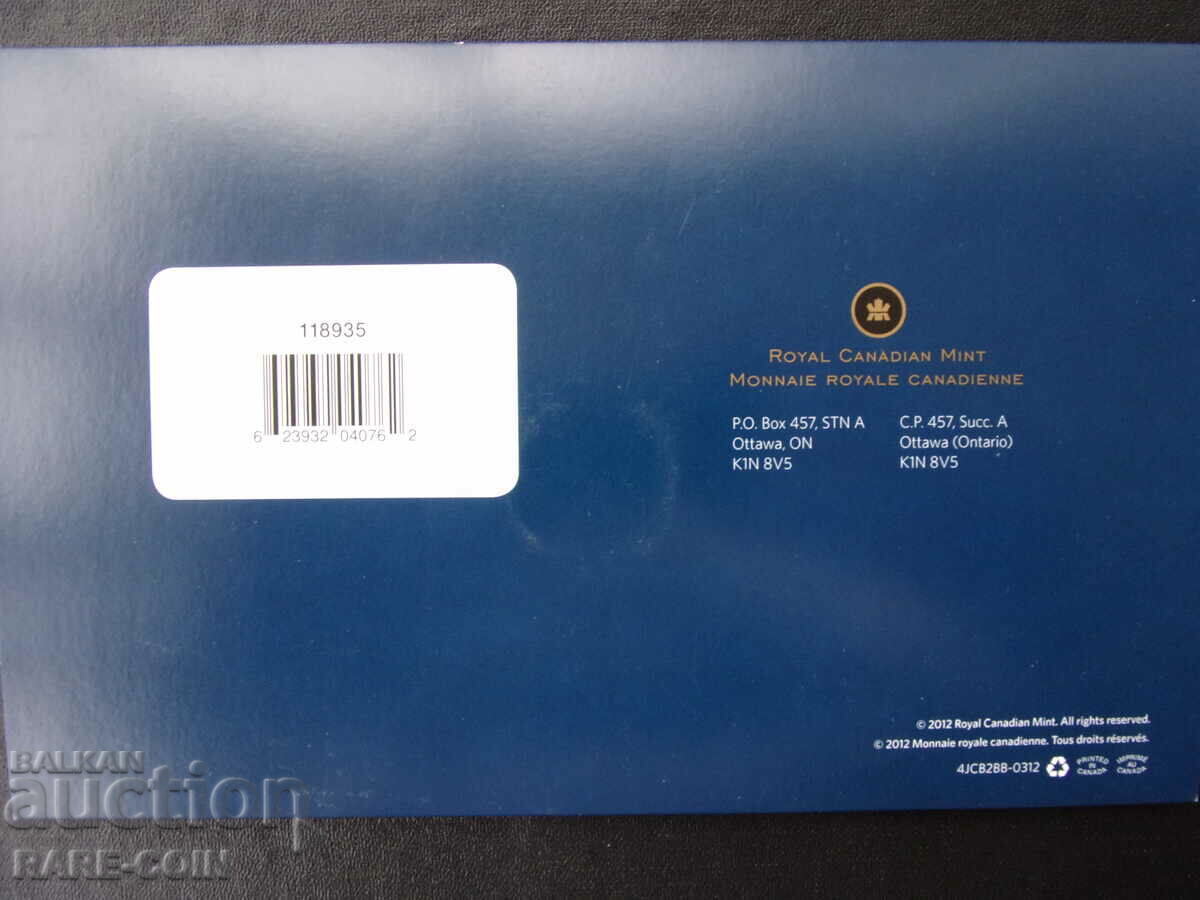 118935
6 23932 04076 2
ROYAL CANADIAN MINT
MONNAIE ROYALE CANADIENNE
P.O. Box 457, STN A
Ottawa, ON
K1N 8V5
C.P. 457, Succ. A
Ottawa (Ontario)
K1N 8V5
© 2012 Royal Canadian Mint. All rights reserved.
© 2012 Monnaie royale canadienne. Tous droits réservés.
4JCB2BB-0312
PRINTED IN CANADA
IMPRIMÉ AU CANADA
BALKAN
auction
RARE-COIN